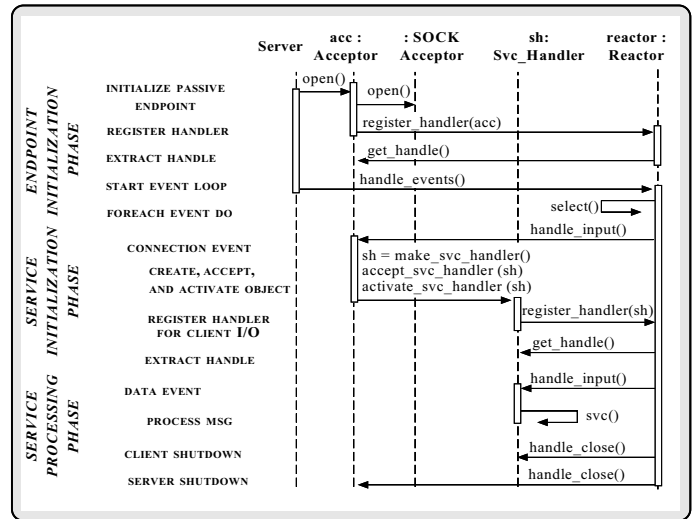 acc :
: SOCK
sh:
reactor :
Server
Acceptor
Acceptor
Svc_Handler
Reactor
ENDPOINT
INITIALIZATION
PHASE
INITIALIZE PASSIVE
ENDPOINT
open()
open()
REGISTER HANDLER
register_handler(acc)
EXTRACT HANDLE
get_handle()
START EVENT LOOP
handle_events()
FOREACH EVENT DO
select()
SERVICE
INITIALIZATION
PHASE
handle_input()
CONNECTION EVENT
CREATE, ACCEPT,
AND ACTIVATE OBJECT
sh = make_svc_handler()
accept_svc_handler (sh)
activate_svc_handler (sh)
REGISTER HANDLER
FOR CLIENT I/O
register_handler(sh)
EXTRACT HANDLE
get_handle()
SERVICE
PROCESSING
PHASE
DATA EVENT
handle_input()
PROCESS MSG
svc()
CLIENT SHUTDOWN
handle_close()
SERVER SHUTDOWN
handle_close()